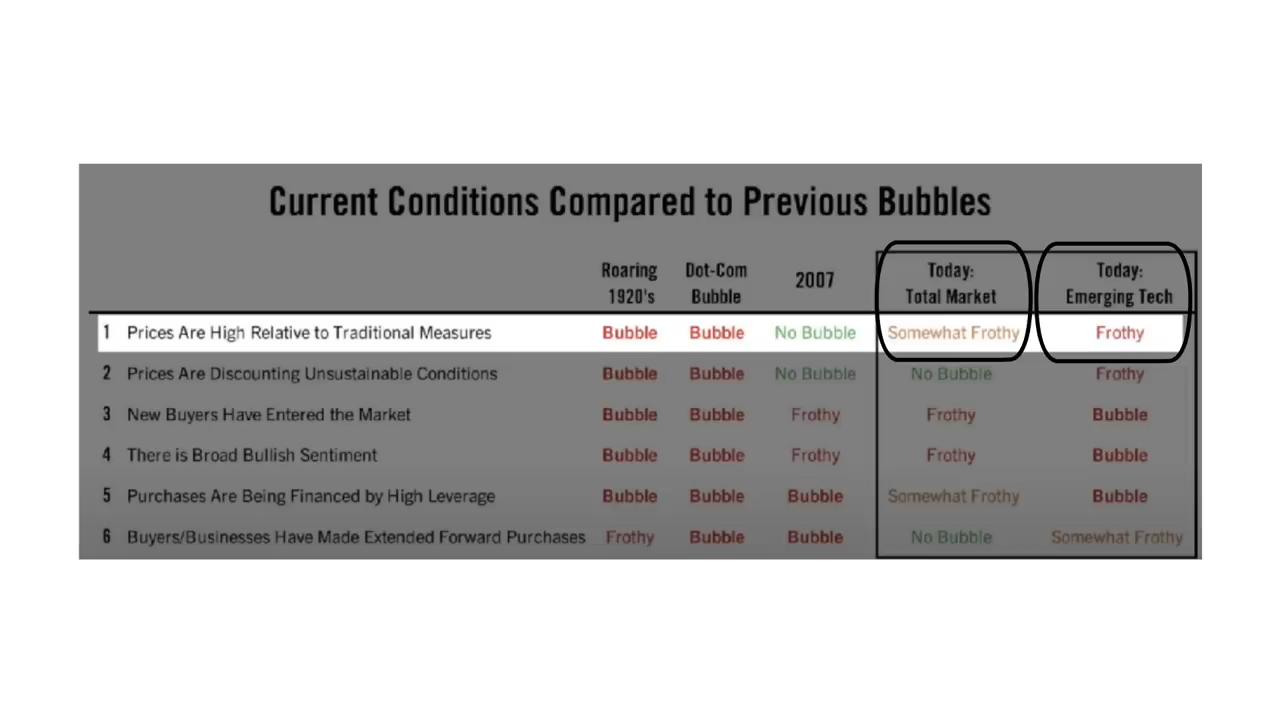 Current Conditions Compared to Previous Bubbles
Roaring 1920's Dot-Com Bubble 2007 Today: Total Market Today: Emerging Tech
1 Prices Are High Relative to Traditional Measures Bubble Bubble No Bubble Somewhat Frothy Frothy
2 Prices Are Discounting Unsustainable Conditions Bubble Bubble No Bubble No Bubble Frothy
3 New Buyers Have Entered the Market Bubble Bubble Frothy Frothy Bubble
4 There is Broad Bullish Sentiment Bubble Bubble Frothy Frothy Bubble
5 Purchases Are Being Financed by High Leverage Bubble Bubble Bubble Somewhat Frothy Bubble
6 Buyers/Businesses Have Made Extended Forward Purchases Frothy Bubble Bubble No Bubble Somewhat Frothy